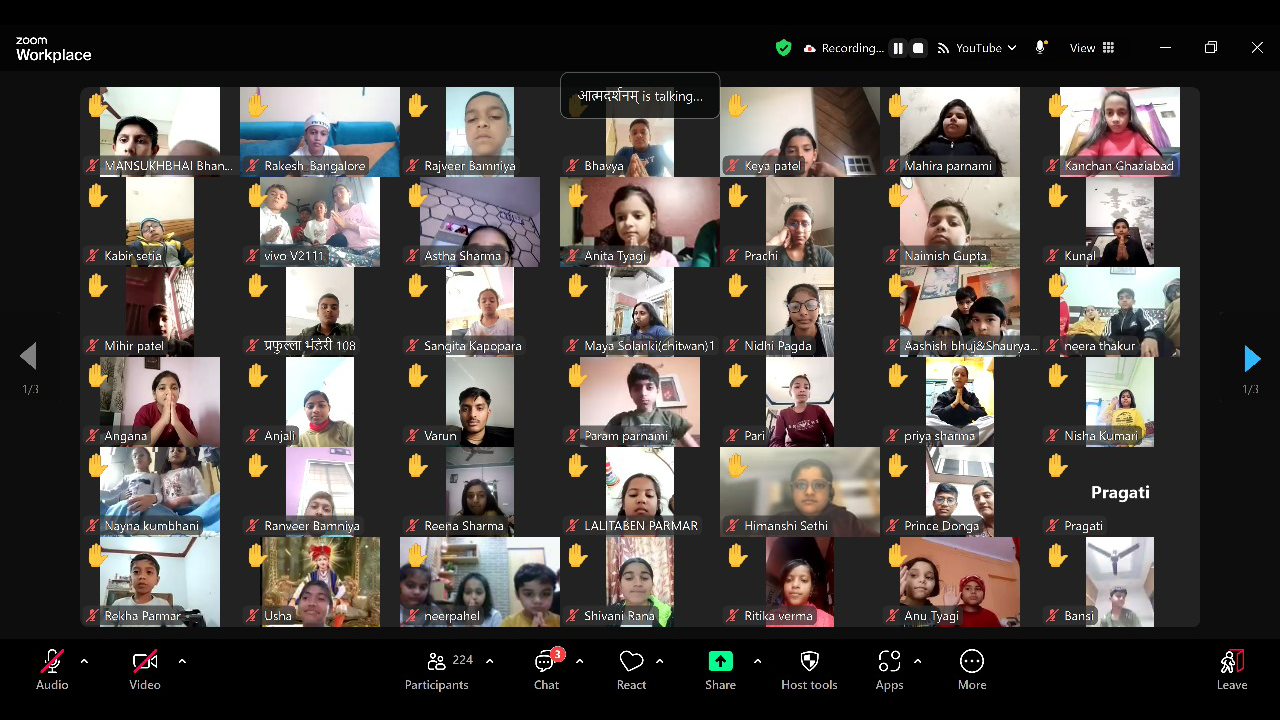 zoom
Workplace
Recording...
YouTube
View
आत्मदर्शनम् is talking...
MANSUKHBHAI Bhan...
Rakesh Bangalore
Rajveer Bamniya
Bhavya
Keya patel
Mahira parnami
Kanchan Ghaziabad
Kabir setia
vivo V2111
Astha Sharma
Anita Tyagi
Prachi
Naimish Gupta
Kunal
Mihir patel
प्रफुल्ला भंडेरी 108
Sangita Kapopara
Maya Solanki(chitwan)1
Nidhi Pagda
Aashish bhuj&Shaurya...
neera thakur
Angana
Anjali
Varun
Param parnami
Pari
priya sharma
Nisha Kumari
Nayna kumbhani
Ranveer Bamniya
Reena Sharma
LALITABEN PARMAR
Himanshi Sethi
Prince Donga
Pragati
Pragati
Rekha Parmar
Usha
neerpahel
Shivani Rana
Ritika verma
Anu Tyagi
Bansi
1/3
1/3
Audio
Video
224
Participants
3
Chat
React
Share
Host tools
Apps
More
Leave